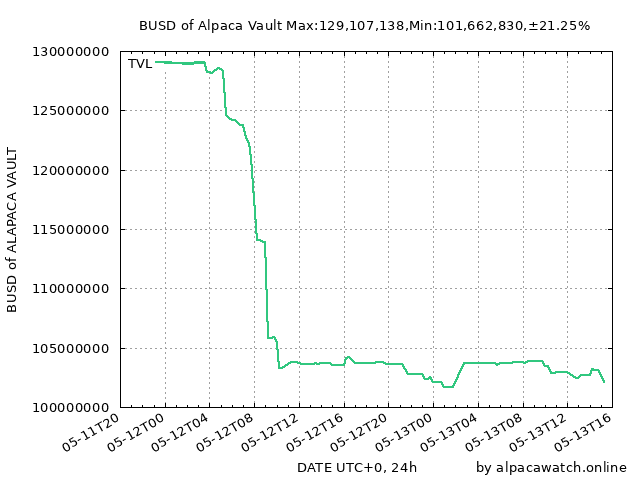 BUSD of Alpaca Vault Max:129,107,138,Min:101,662,830,±21.25%
130000000
TVL
125000000
120000000
115000000
110000000
105000000
100000000
BUSD of ALAPACA VAULT
05-11T20
05-12T00
05-12T04
05-12T08
05-12T12
05-12T16
05-12T20
05-13T00
05-13T04
05-13T08
05-13T12
05-13T16
DATE UTC+0, 24h
by alpacawatch.online